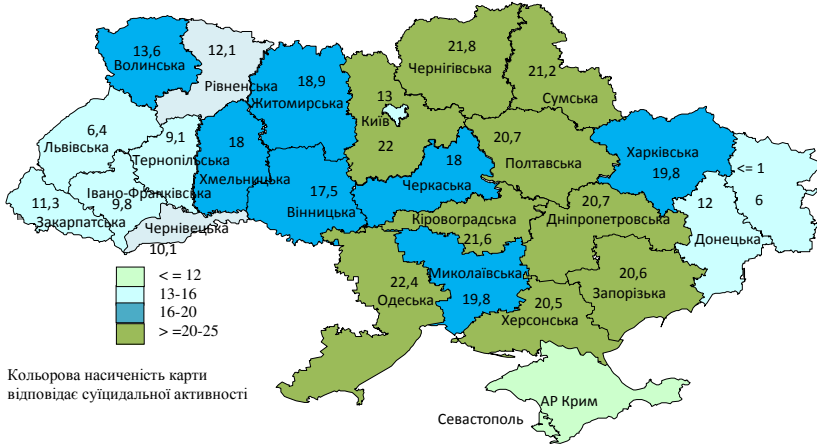 13,6
Волинська
12,1
Рівненська
18,9
Житомирська
21,8
Чернігівська
21,2
Сумська
13
Київ
22
6,4
Львівська
9,1
Тернопільська
18
Хмельницька
20,7
Полтавська
Харківська
19,8
<= 1
6
18
Черкаська
17,5
Вінницька
11,3
Закарпатська
Івано-Франківська
9,8
Чернівецька
10,1
Кіровоградська
21,6
20,7
Дніпропетровська
12
Донецька
22,4
Одеська
Миколаївська
19,8
20,5
Херсонська
20,6
Запорізька
АР Крим
Севастополь
< = 12
13-16
16-20
> =20-25
Кольорова насиченість карти
відповідає суїцидальної активності